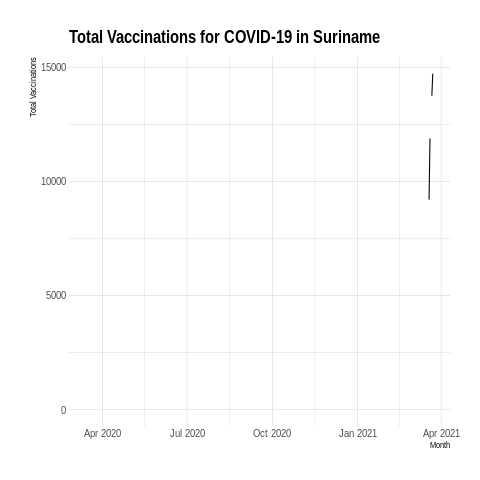 Total Vaccinations for COVID-19 in Suriname
Total Vaccinations
15000
10000
5000
0
Apr 2020 Jul 2020 Oct 2020 Jan 2021 Apr 2021
Month